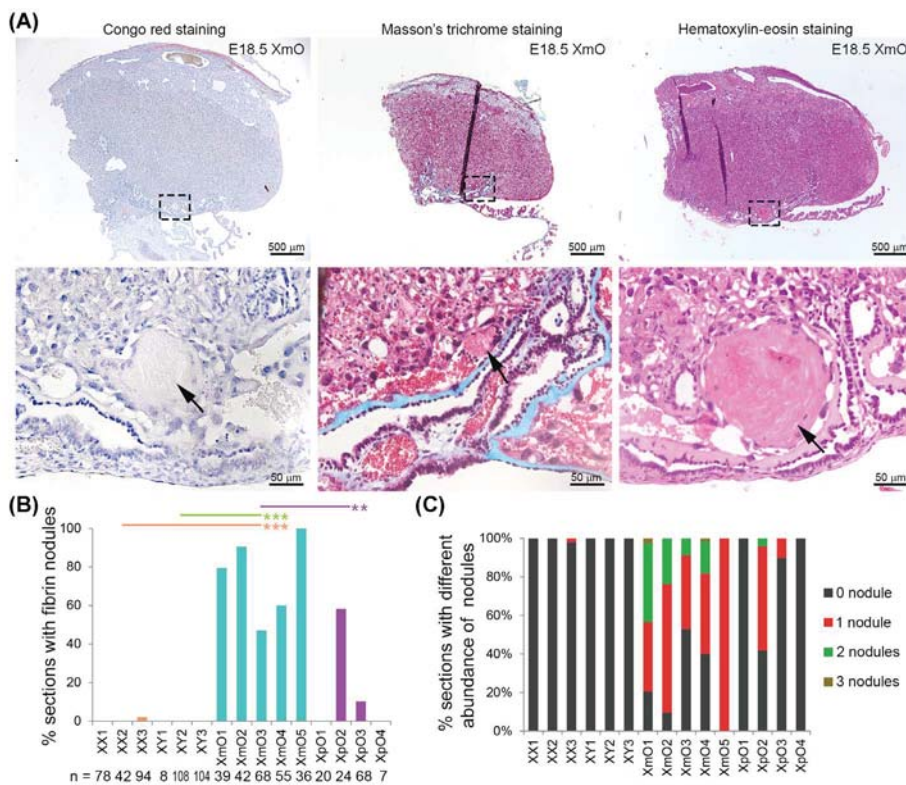 (A)
Congo red staining
Masson's trichrome staining
Hematoxylin-eosin staining
E18.5 XmO
E18.5 XmO
E18.5 XmO
500 μm
500 μm
500 μm
50 μm
50 μm
50 μm
(B)
**
***
***
% sections with fibrin nodules
100
80
60
40
20
0
XX1 XX2 XX3 XY1 XY2 XY3 XmO1 XmO2 XmO3 XmO4 XmO5 XpO1 XpO2 XpO3 XpO4
n = 78 42 94 8 108 104 39 42 68 55 36 20 24 68 7
(C)
% sections with different
abundance of nodules
100%
80%
60%
40%
20%
0%
XX1 XX2 XX3 XY1 XY2 XY3 XmO1 XmO2 XmO3 XmO4 XmO5 XpO1 XpO2 XpO3 XpO4
0 nodule
1 nodule
2 nodules
3 nodules